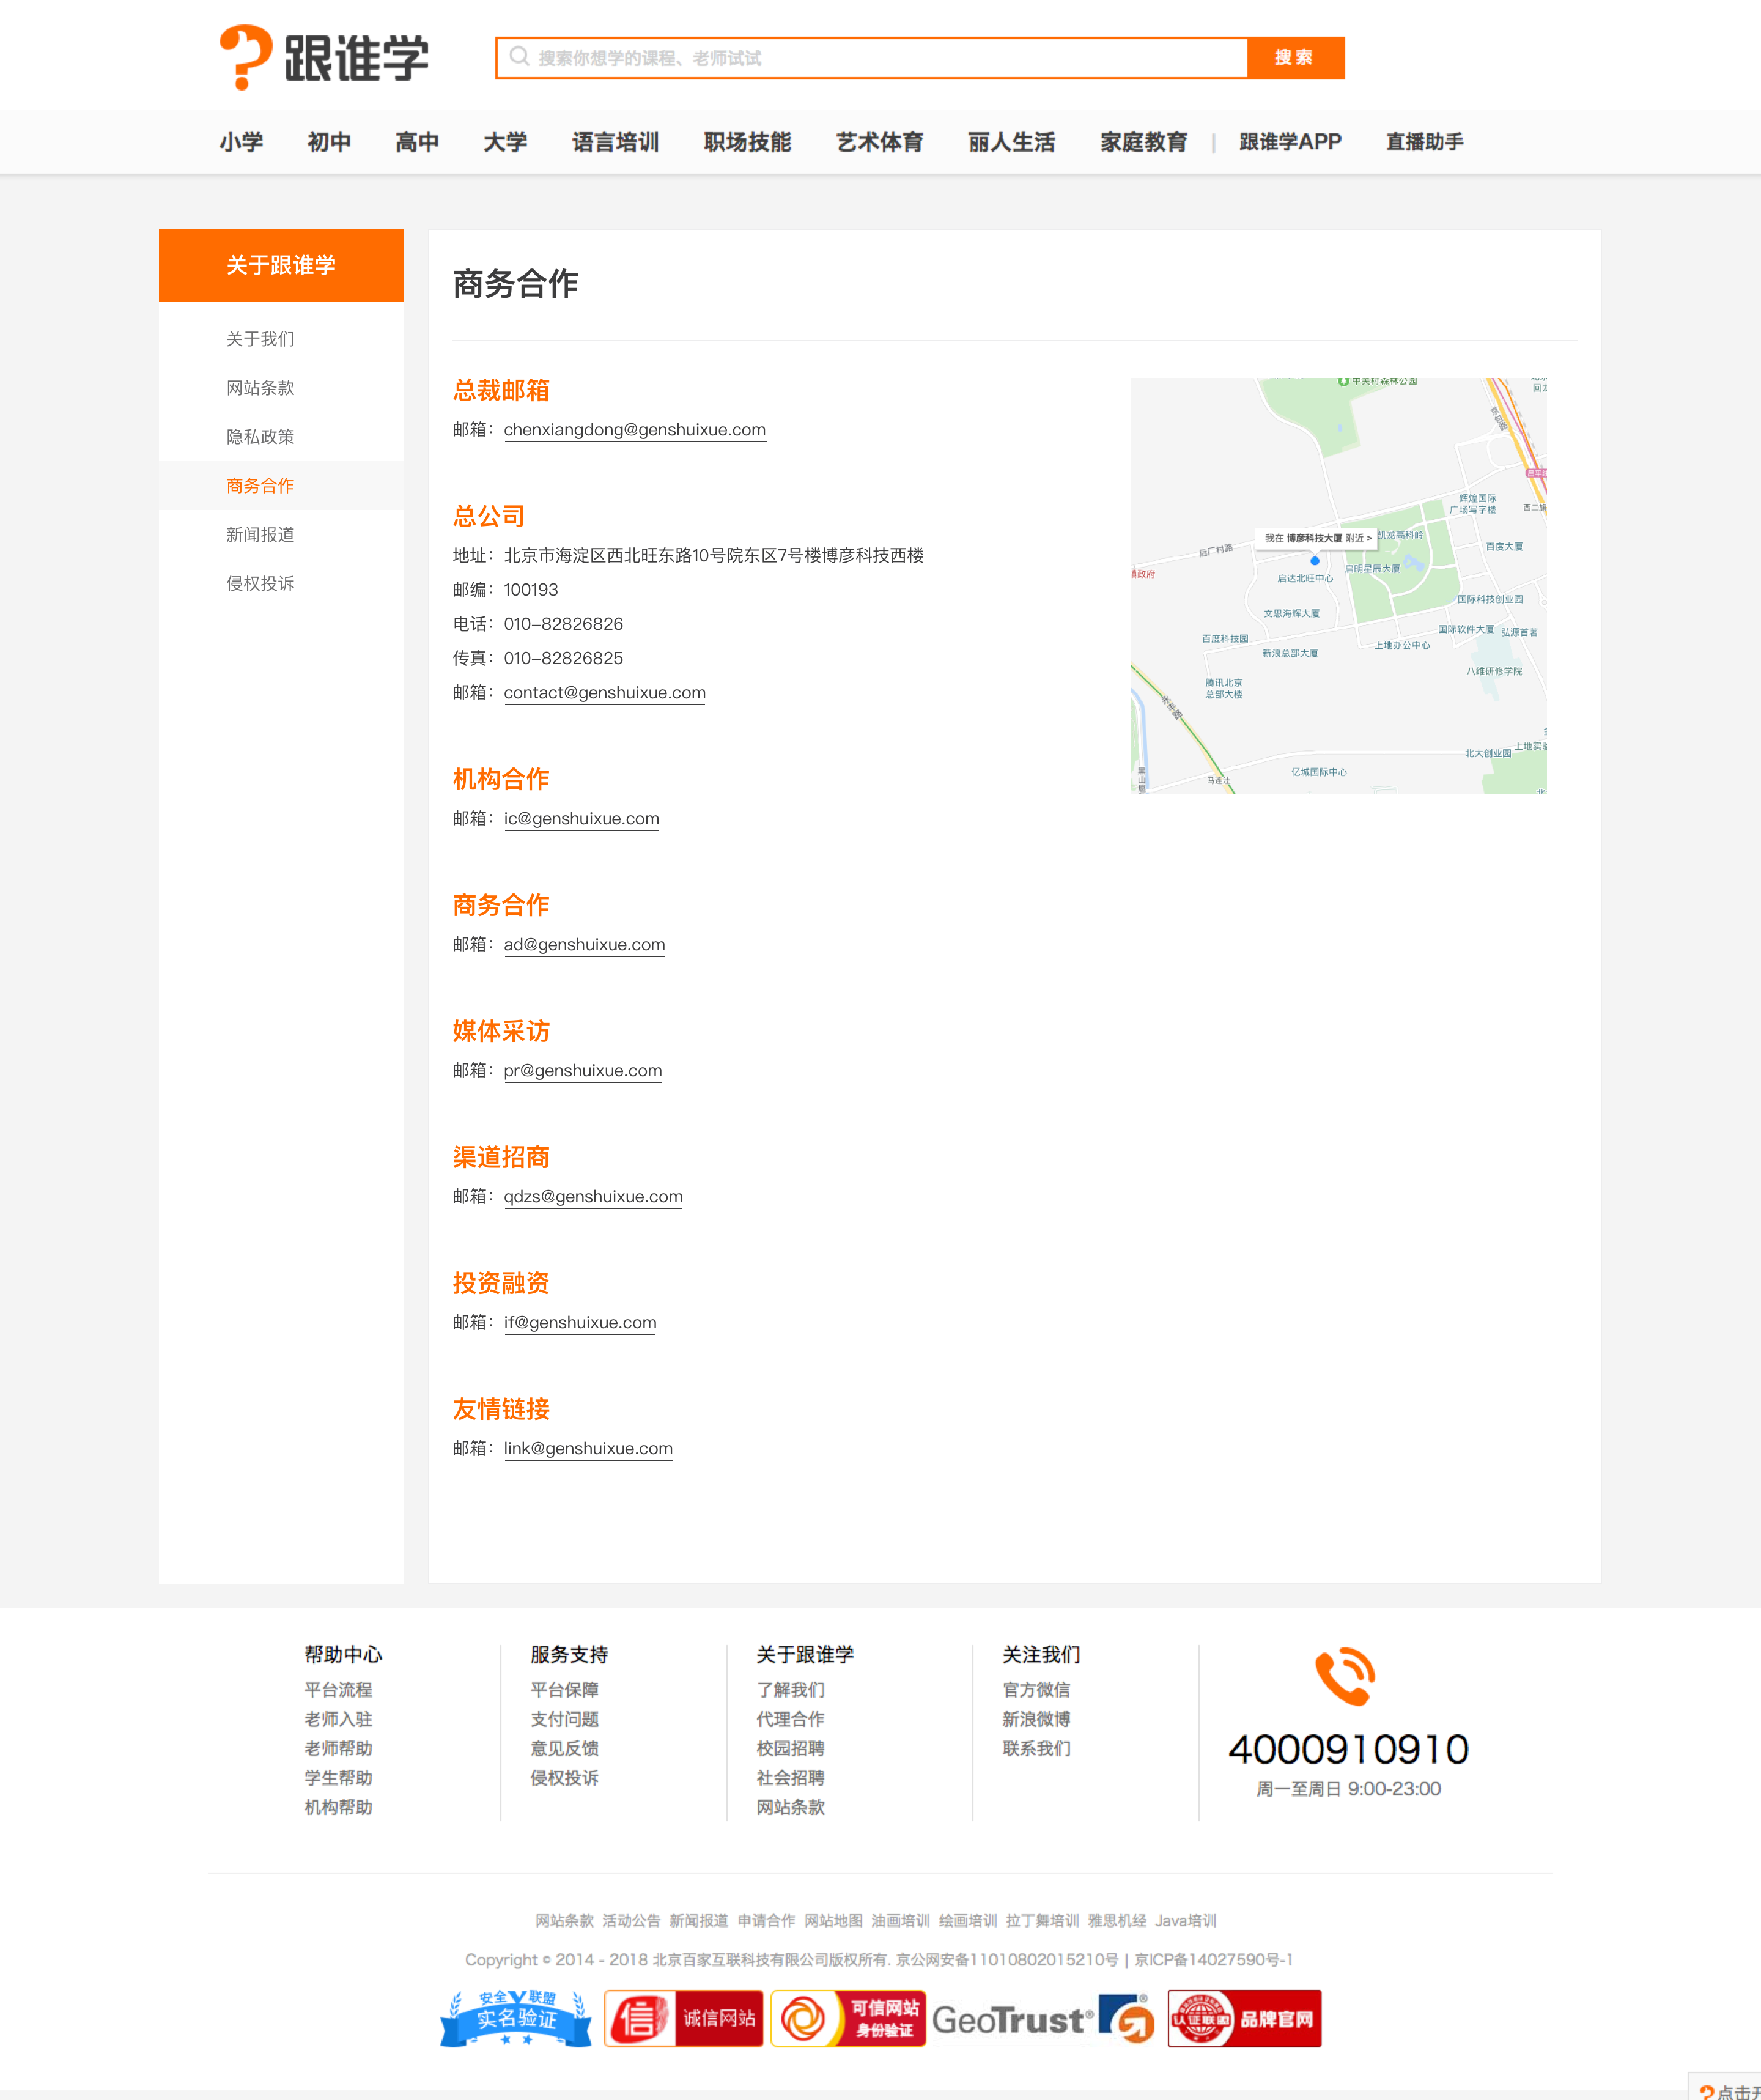 跟谁学
搜索你想学的课程、老师试试
搜 索
小学 初中 高中 大学 语言培训 职场技能 艺术体育 丽人生活 家庭教育 | 跟谁学APP 直播助手
关于跟谁学
关于我们
网站条款
隐私政策
商务合作
新闻报道
侵权投诉
商务合作
总裁邮箱
邮箱：chenxiangdong@genshuixue.com
总公司
地址：北京市海淀区西北旺东路10号院东区7号楼博彦科技西楼
邮编：100193
电话：010-82826826
传真：010-82826825
邮箱：contact@genshuixue.com
机构合作
邮箱：ic@genshuixue.com
商务合作
邮箱：ad@genshuixue.com
媒体采访
邮箱：pr@genshuixue.com
渠道招商
邮箱：qdzs@genshuixue.com
投资融资
邮箱：if@genshuixue.com
友情链接
邮箱：link@genshuixue.com
中关村森林公园
回龙
辉煌国际
广场写字楼
西二旗
我在 博彦科技大厦 附近 >
凯龙高科岭
后厂村路
百度大厦
镇政府
启明星辰大厦
启达北旺中心
国际科技创业园
文思海辉大厦
国际软件大厦
弘源首著
百度科技园
上地办公中心
新浪总部大厦
八维研修学院
腾讯北京
总部大楼
上地实验
北大创业园
亿城国际中心
马连洼
黑山扈
帮助中心
平台流程
老师入驻
老师帮助
学生帮助
机构帮助
服务支持
平台保障
支付问题
意见反馈
侵权投诉
关于跟谁学
了解我们
代理合作
校园招聘
社会招聘
网站条款
关注我们
官方微信
新浪微博
联系我们
4000910910
周一至周日 9:00-23:00
网站条款 活动公告 新闻报道 申请合作 网站地图 油画培训 绘画培训 拉丁舞培训 雅思机经 Java培训
Copyright © 2014 - 2018 北京百家互联科技有限公司版权所有. 京公网安备11010802015210号 | 京ICP备14027590号-1
安全 联盟
实名验证
信 诚信网站
可信网站
身份验证
GeoTrust®
认证联盟 品牌官网
点击开